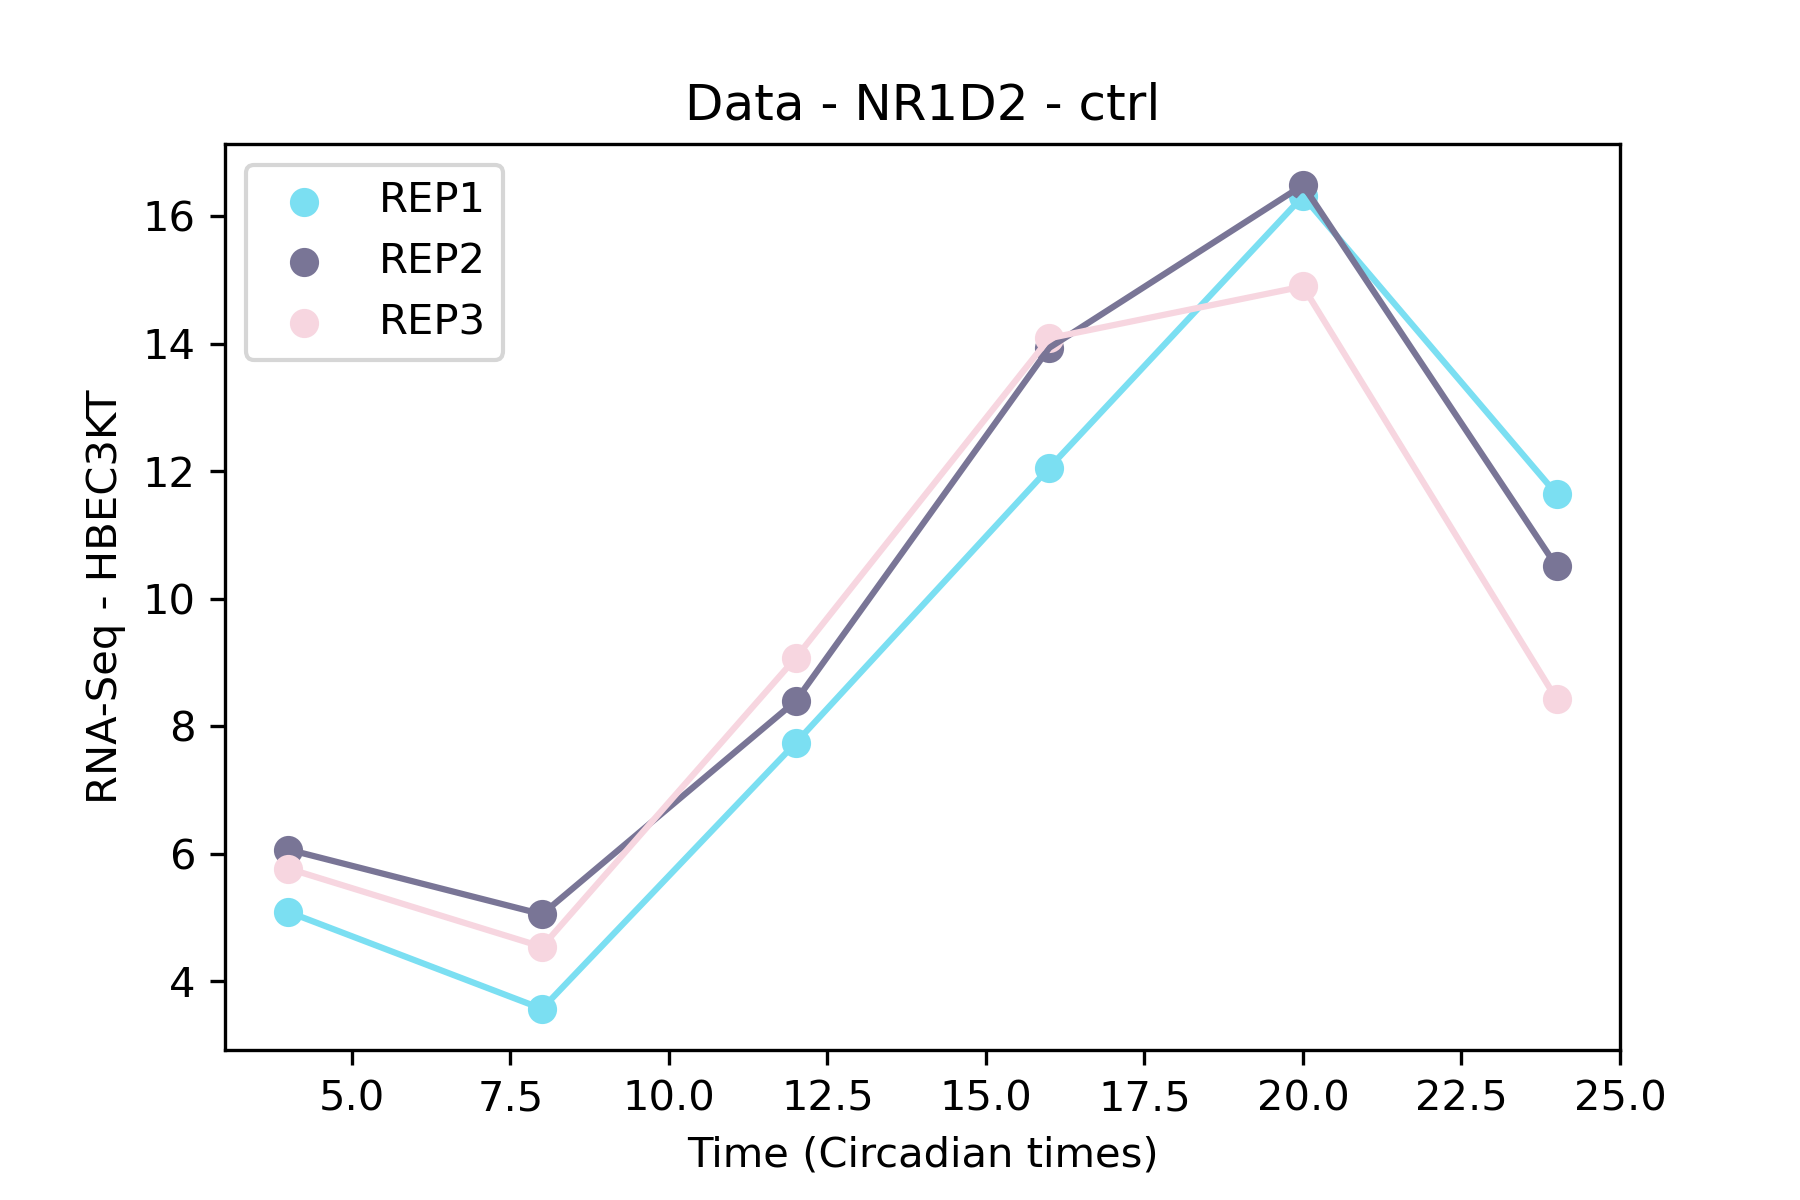 Data - NR1D2 - ctrl
REP1
REP2
REP3
RNA-Seq - HBEC3KT
16
14
12
10
8
6
4
5.0 7.5 10.0 12.5 15.0 17.5 20.0 22.5 25.0
Time (Circadian times)